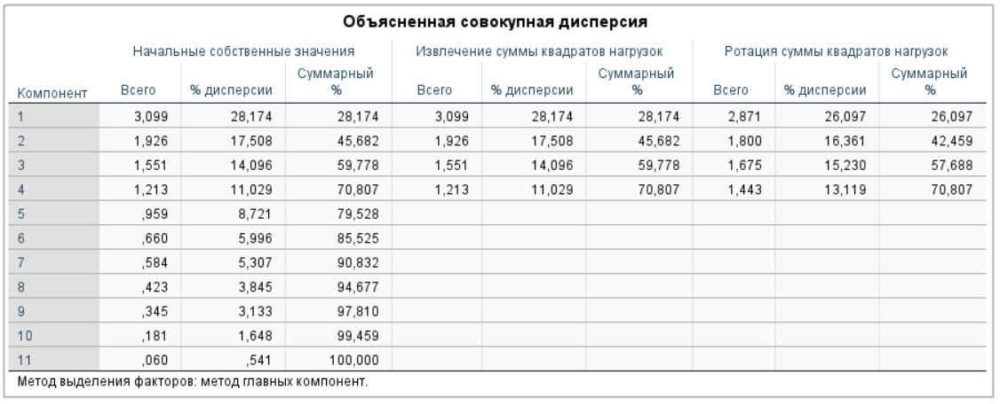 Объясненная совокупная дисперсия
Начальные собственные значения Извлечение суммы квадратов нагрузок Ротация суммы квадратов нагрузок
Компонент Всего % дисперсии Суммарный % Всего % дисперсии Суммарный % Всего % дисперсии Суммарный %
1 3,099 28,174 28,174 3,099 28,174 28,174 2,871 26,097 26,097
2 1,926 17,508 45,682 1,926 17,508 45,682 1,800 16,361 42,459
3 1,551 14,096 59,778 1,551 14,096 59,778 1,675 15,230 57,688
4 1,213 11,029 70,807 1,213 11,029 70,807 1,443 13,119 70,807
5 ,959 8,721 79,528
6 ,660 5,996 85,525
7 ,584 5,307 90,832
8 ,423 3,845 94,677
9 ,345 3,133 97,810
10 ,181 1,648 99,459
11 ,060 ,541 100,000
Метод выделения факторов: метод главных компонент.